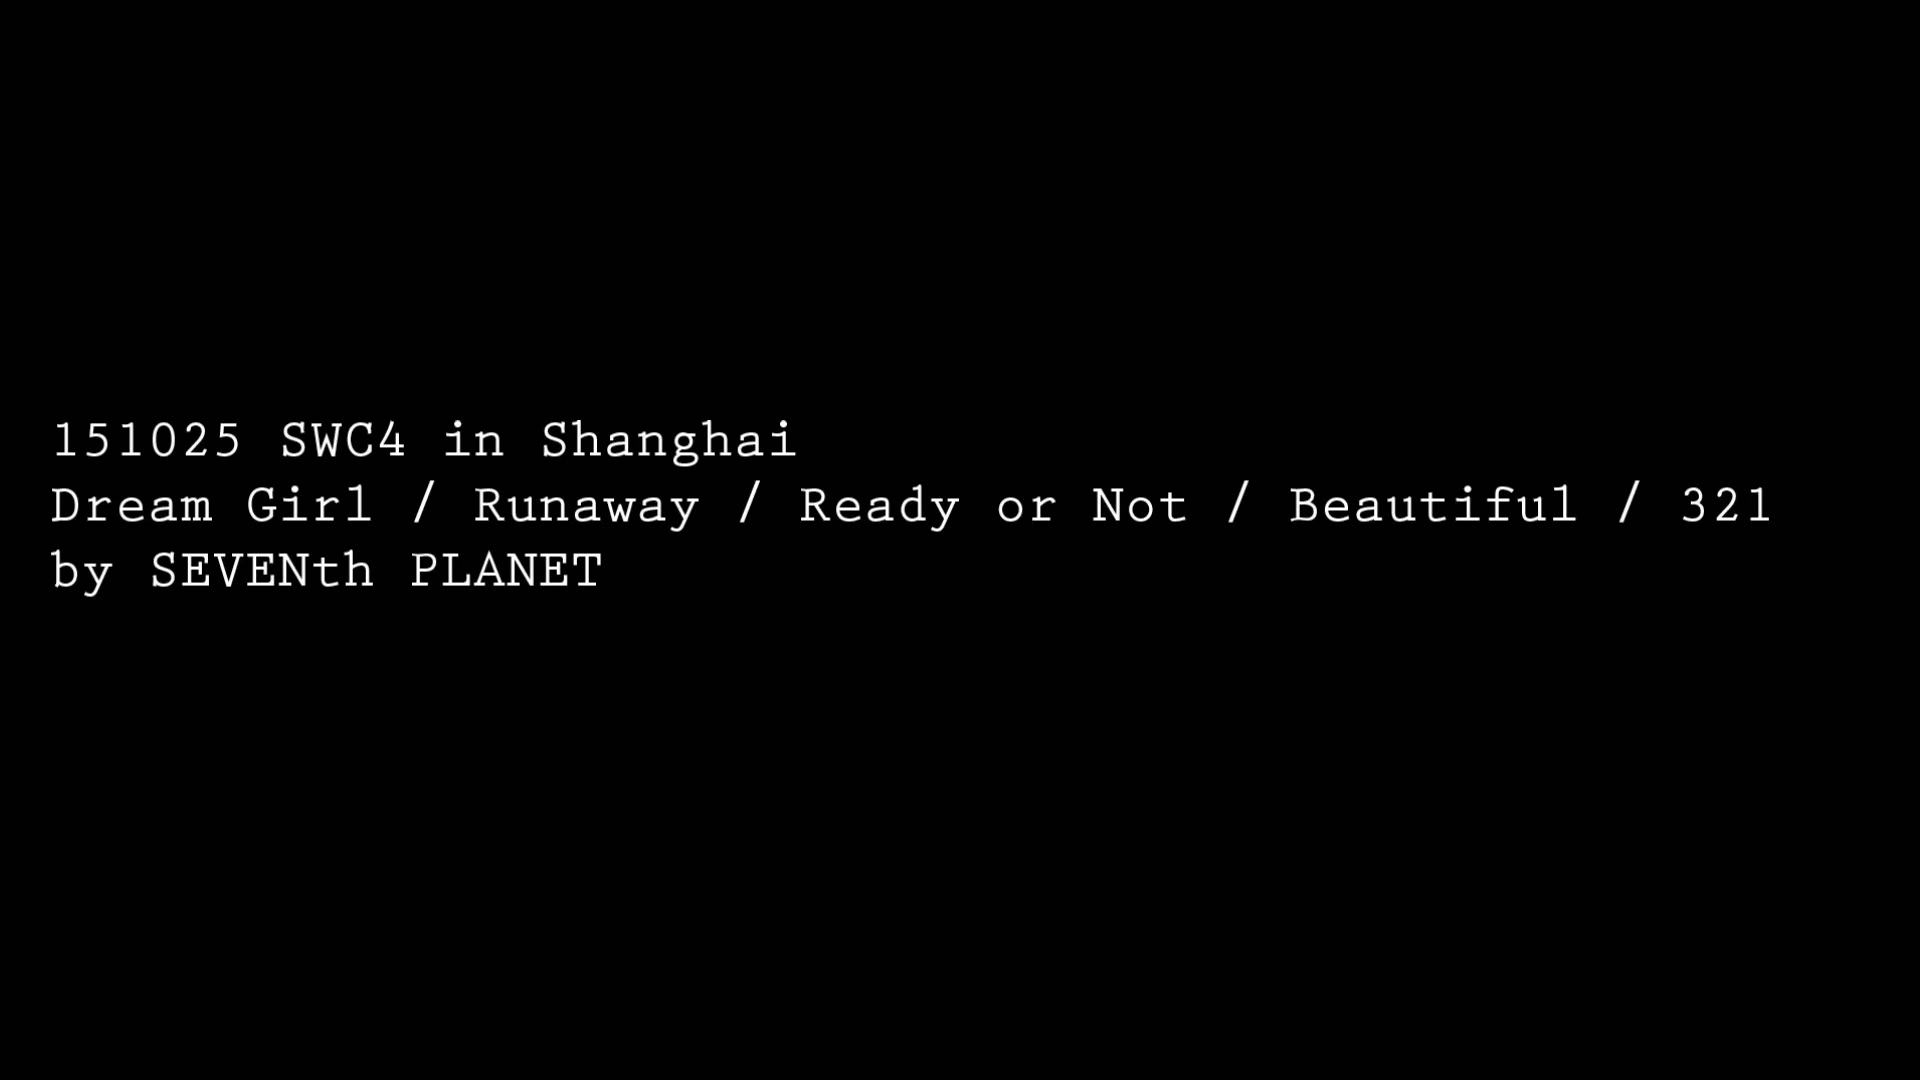 151025 SWC4 in Shanghai
Dream Girl / Runaway / Ready or Not / Beautiful / 321
by SEVENth PLANET